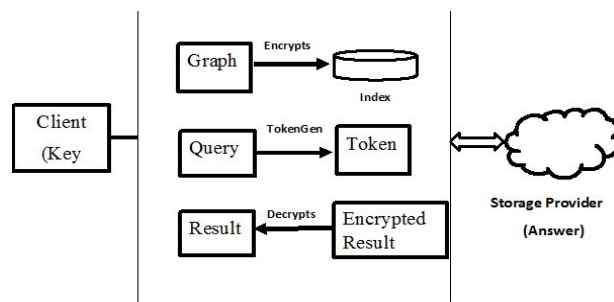 Graph
Encrypts
Index
Client
(Key
Query
TokenGen
Token
Result
Decrypts
Encrypted
Result
Storage Provider
(Answer)